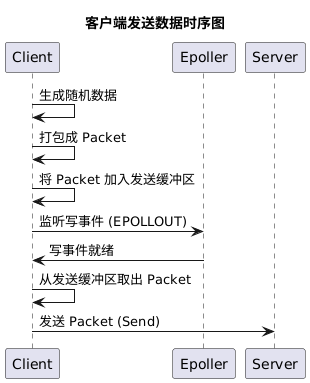 客户端发送数据时序图
Client Epoller Server
生成随机数据
打包成 Packet
将 Packet 加入发送缓冲区
监听写事件 (EPOLLOUT)
写事件就绪
从发送缓冲区取出 Packet
发送 Packet (Send)
Client Epoller Server